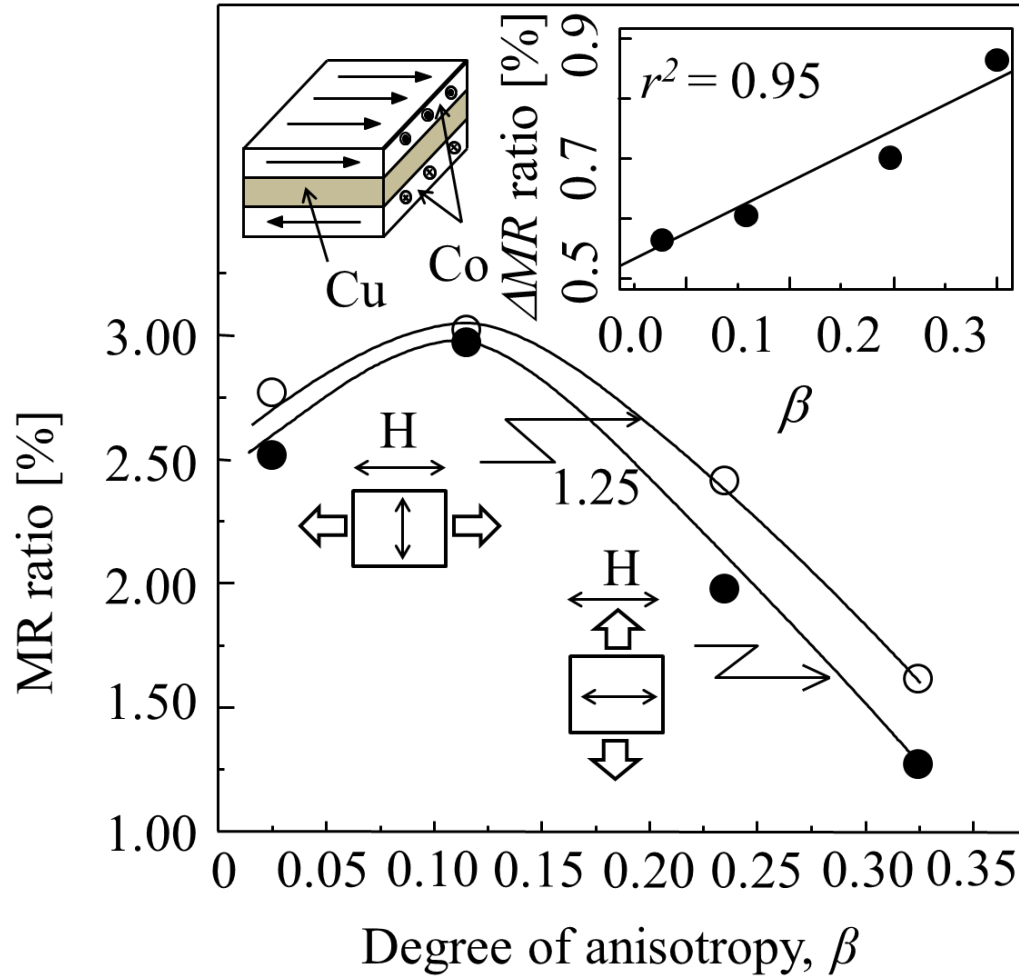 ΔMR ratio [%]
0.9
0.7
0.5
r² = 0.95
0.0 0.1 0.2 0.3
β
Cu
Co
MR ratio [%]
3.00
2.50
2.00
1.50
1.00
H
1.25
H
0 0.05 0.10 0.15 0.20 0.25 0.30 0.35
Degree of anisotropy, β